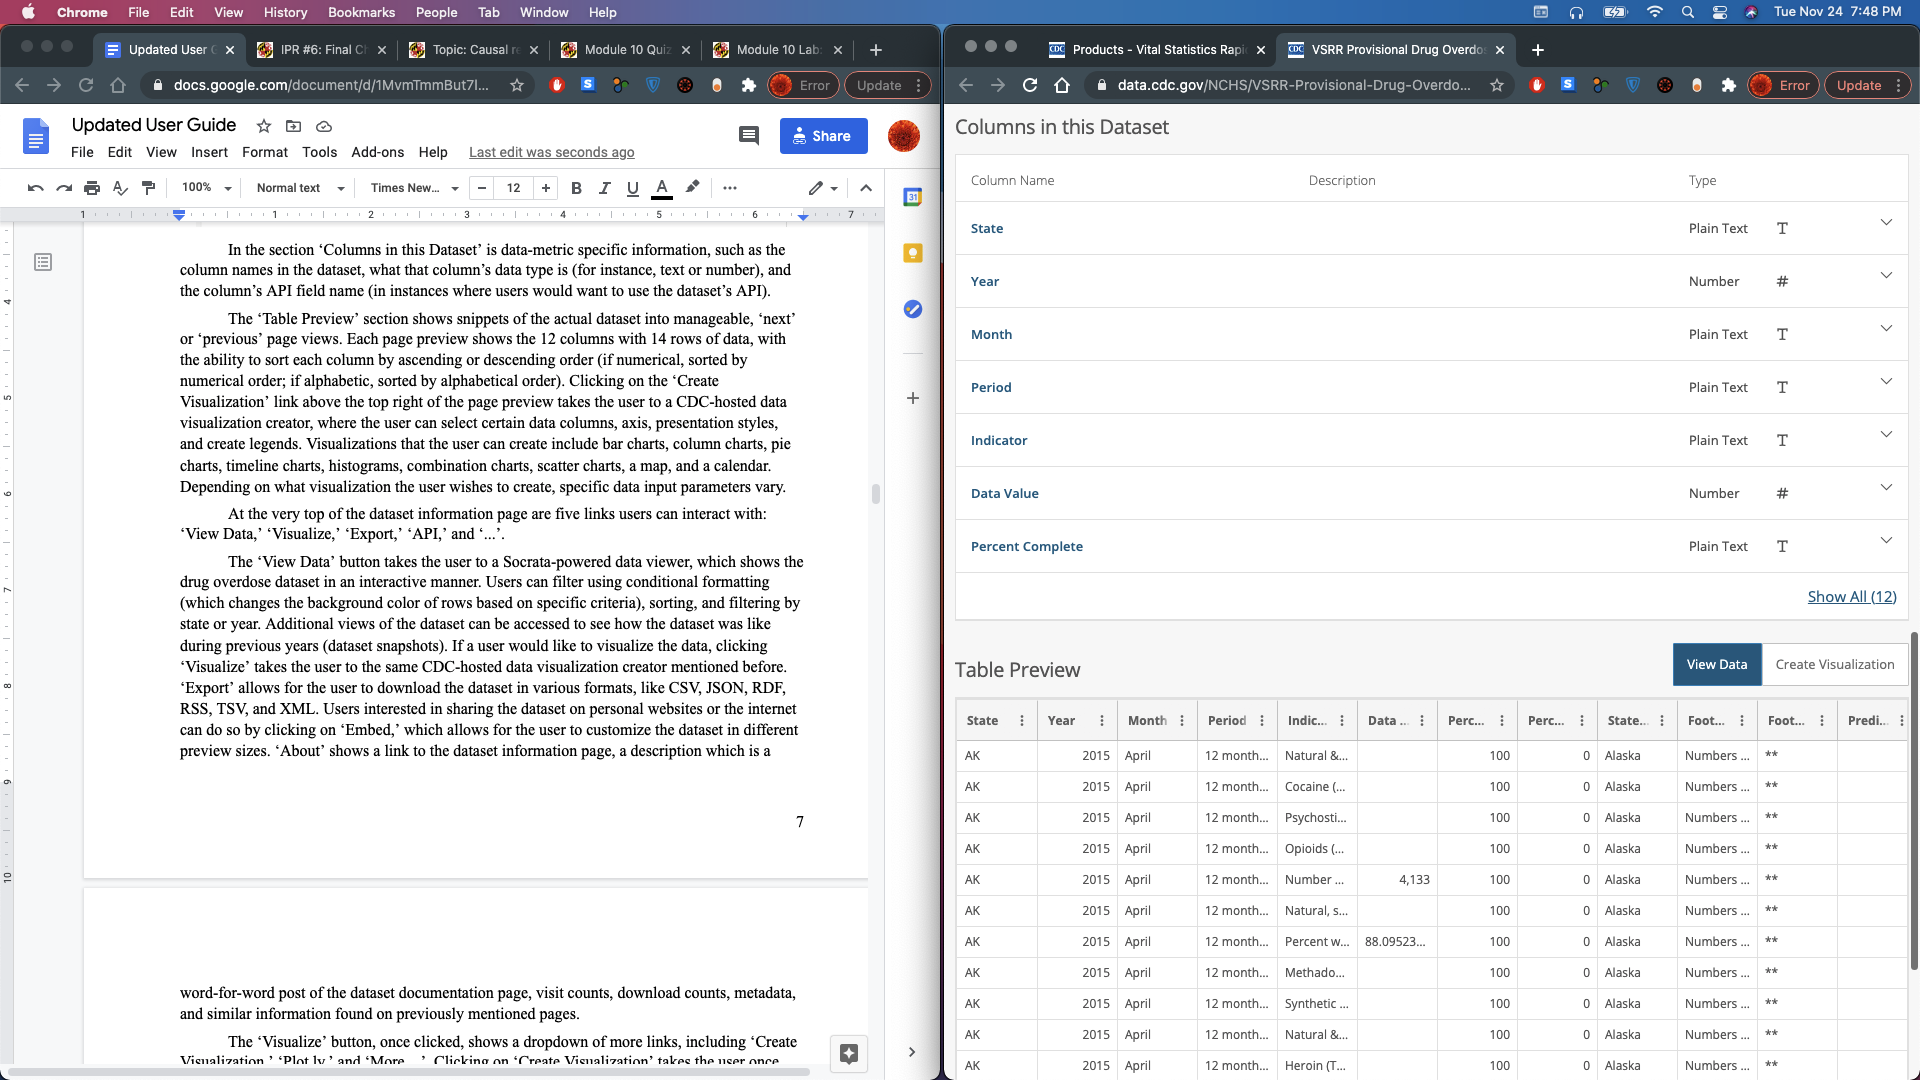 Chrome File Edit View History Bookmarks People Tab Window Help Tue Nov 24 7:48 PM
Updated User G IPR #6: Final Ch Topic: Causal re Module 10 Quiz Module 10 Lab:
docs.google.com/document/d/1MvmTmmBut7l... Error Update
Updated User Guide
Share
File Edit View Insert Format Tools Add-ons Help Last edit was seconds ago
100% Normal text Times New... − 12 + B I U A ...
1 1 2 3 4 5 6 7
In the section ‘Columns in this Dataset’ is data-metric specific information, such as the
column names in the dataset, what that column’s data type is (for instance, text or number), and
the column’s API field name (in instances where users would want to use the dataset’s API).
The ‘Table Preview’ section shows snippets of the actual dataset into manageable, ‘next’
or ‘previous’ page views. Each page preview shows the 12 columns with 14 rows of data, with
the ability to sort each column by ascending or descending order (if numerical, sorted by
numerical order; if alphabetic, sorted by alphabetical order). Clicking on the ‘Create
Visualization’ link above the top right of the page preview takes the user to a CDC-hosted data
visualization creator, where the user can select certain data columns, axis, presentation styles,
and create legends. Visualizations that the user can create include bar charts, column charts, pie
charts, timeline charts, histograms, combination charts, scatter charts, a map, and a calendar.
Depending on what visualization the user wishes to create, specific data input parameters vary.
At the very top of the dataset information page are five links users can interact with:
‘View Data,’ ‘Visualize,’ ‘Export,’ ‘API,’ and ‘...’.
The ‘View Data’ button takes the user to a Socrata-powered data viewer, which shows the
drug overdose dataset in an interactive manner. Users can filter using conditional formatting
(which changes the background color of rows based on specific criteria), sorting, and filtering by
state or year. Additional views of the dataset can be accessed to see how the dataset was like
during previous years (dataset snapshots). If a user would like to visualize the data, clicking
‘Visualize’ takes the user to the same CDC-hosted data visualization creator mentioned before.
‘Export’ allows for the user to download the dataset in various formats, like CSV, JSON, RDF,
RSS, TSV, and XML. Users interested in sharing the dataset on personal websites or the internet
can do so by clicking on ‘Embed,’ which allows for the user to customize the dataset in different
preview sizes. ‘About’ shows a link to the dataset information page, a description which is a
7
word-for-word post of the dataset documentation page, visit counts, download counts, metadata,
and similar information found on previously mentioned pages.
The ‘Visualize’ button, once clicked, shows a dropdown of more links, including ‘Create
Visualization,’ ‘Plot.ly,’ and ‘More...’. Clicking on ‘Create Visualization’ takes the user once
4
5
6
7
8
9
10
31
Products - Vital Statistics Rapi VSRR Provisional Drug Overdos
data.cdc.gov/NCHS/VSRR-Provisional-Drug-Overdo... Error Update
Columns in this Dataset
Column Name Description Type
State Plain Text T
Year Number #
Month Plain Text T
Period Plain Text T
Indicator Plain Text T
Data Value Number #
Percent Complete Plain Text T
Show All (12)
Table Preview View Data Create Visualization
State Year Month Period Indic... Data ... Perc... Perc... State... Foot... Foot... Predi...
AK 2015 April 12 month... Natural &... 100 0 Alaska Numbers ... **
AK 2015 April 12 month... Cocaine (... 100 0 Alaska Numbers ... **
AK 2015 April 12 month... Psychosti... 100 0 Alaska Numbers ... **
AK 2015 April 12 month... Opioids (... 100 0 Alaska Numbers ... **
AK 2015 April 12 month... Number ... 4,133 100 0 Alaska Numbers ... **
AK 2015 April 12 month... Natural, s... 100 0 Alaska Numbers ... **
AK 2015 April 12 month... Percent w... 88.09523... 100 0 Alaska Numbers ... **
AK 2015 April 12 month... Methado... 100 0 Alaska Numbers ... **
AK 2015 April 12 month... Synthetic ... 100 0 Alaska Numbers ... **
AK 2015 April 12 month... Natural &... 100 0 Alaska Numbers ... **
AK 2015 April 12 month... Heroin (T... 100 0 Alaska Numbers ... **